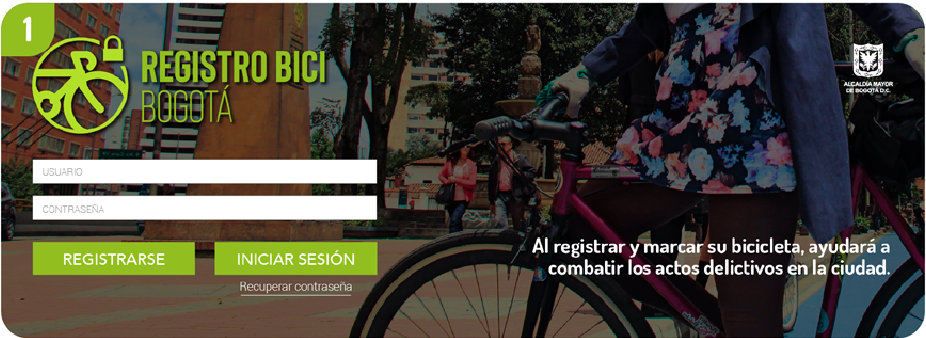 1
REGISTRO BICI
BOGOTÁ
ALCALDÍA MAYOR
DE BOGOTÁ D.C.
USUARIO
CONTRASEÑA
REGISTRARSE
INICIAR SESIÓN
Recuperar contraseña
Al registrar y marcar su bicicleta, ayudará a
combatir los actos delictivos en la ciudad.